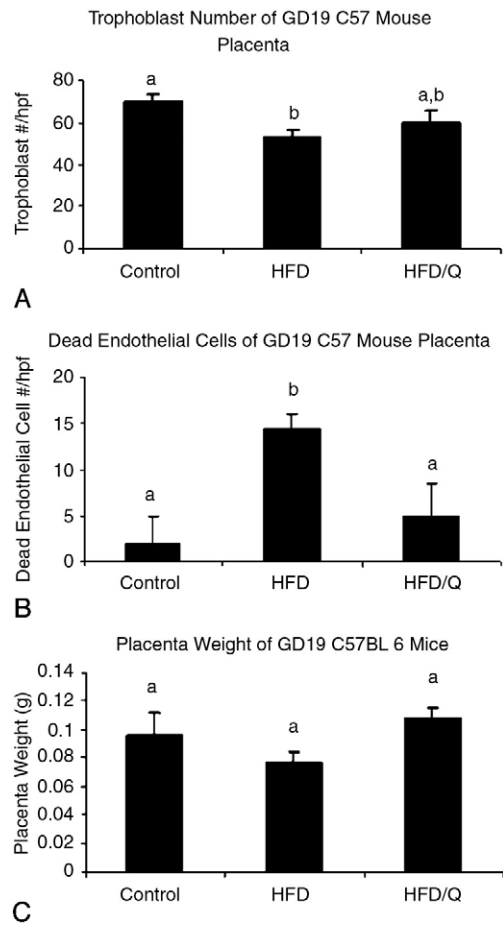 Trophoblast Number of GD19 C57 Mouse
Placenta
Trophoblast #/hpf
80
60
40
20
0
a
b
a,b
Control HFD HFD/Q
A
Dead Endothelial Cells of GD19 C57 Mouse Placenta
Dead Endothelial Cell #/hpf
20
15
10
5
0
a
b
a
Control HFD HFD/Q
B
Placenta Weight of GD19 C57BL 6 Mice
Placenta Weight (g)
0.14
0.12
0.1
0.08
0.06
0.04
0.02
0
a
a
a
Control HFD HFD/Q
C